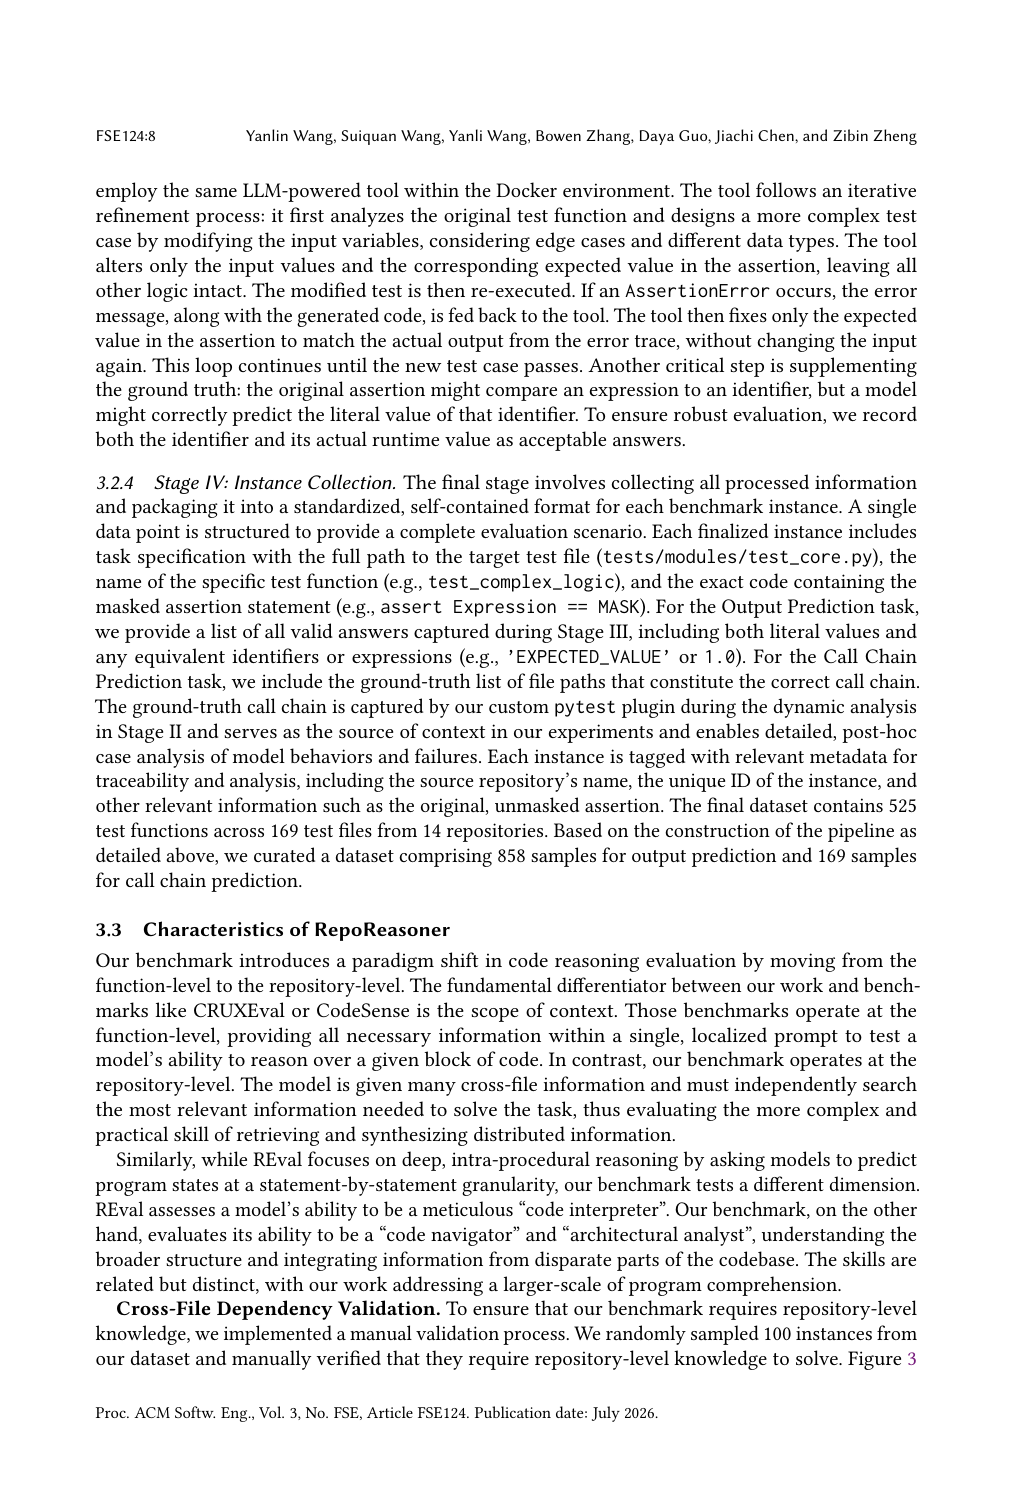 FSE124:8 Yanlin Wang, Suiquan Wang, Yanli Wang, Bowen Zhang, Daya Guo, Jiachi Chen, and Zibin Zheng
employ the same LLM-powered tool within the Docker environment. The tool follows an iterative
refinement process: it first analyzes the original test function and designs a more complex test
case by modifying the input variables, considering edge cases and different data types. The tool
alters only the input values and the corresponding expected value in the assertion, leaving all
other logic intact. The modified test is then re-executed. If an AssertionError occurs, the error
message, along with the generated code, is fed back to the tool. The tool then fixes only the expected
value in the assertion to match the actual output from the error trace, without changing the input
again. This loop continues until the new test case passes. Another critical step is supplementing
the ground truth: the original assertion might compare an expression to an identifier, but a model
might correctly predict the literal value of that identifier. To ensure robust evaluation, we record
both the identifier and its actual runtime value as acceptable answers.
3.2.4 Stage IV: Instance Collection. The final stage involves collecting all processed information
and packaging it into a standardized, self-contained format for each benchmark instance. A single
data point is structured to provide a complete evaluation scenario. Each finalized instance includes
task specification with the full path to the target test file (tests/modules/test_core.py), the
name of the specific test function (e.g., test_complex_logic), and the exact code containing the
masked assertion statement (e.g., assert Expression == MASK). For the Output Prediction task,
we provide a list of all valid answers captured during Stage III, including both literal values and
any equivalent identifiers or expressions (e.g., ’EXPECTED_VALUE’ or 1.0). For the Call Chain
Prediction task, we include the ground-truth list of file paths that constitute the correct call chain.
The ground-truth call chain is captured by our custom pytest plugin during the dynamic analysis
in Stage II and serves as the source of context in our experiments and enables detailed, post-hoc
case analysis of model behaviors and failures. Each instance is tagged with relevant metadata for
traceability and analysis, including the source repository’s name, the unique ID of the instance, and
other relevant information such as the original, unmasked assertion. The final dataset contains 525
test functions across 169 test files from 14 repositories. Based on the construction of the pipeline as
detailed above, we curated a dataset comprising 858 samples for output prediction and 169 samples
for call chain prediction.
3.3 Characteristics of RepoReasoner
Our benchmark introduces a paradigm shift in code reasoning evaluation by moving from the
function-level to the repository-level. The fundamental differentiator between our work and bench-
marks like CRUXEval or CodeSense is the scope of context. Those benchmarks operate at the
function-level, providing all necessary information within a single, localized prompt to test a
model’s ability to reason over a given block of code. In contrast, our benchmark operates at the
repository-level. The model is given many cross-file information and must independently search
the most relevant information needed to solve the task, thus evaluating the more complex and
practical skill of retrieving and synthesizing distributed information.
Similarly, while REval focuses on deep, intra-procedural reasoning by asking models to predict
program states at a statement-by-statement granularity, our benchmark tests a different dimension.
REval assesses a model’s ability to be a meticulous “code interpreter”. Our benchmark, on the other
hand, evaluates its ability to be a “code navigator” and “architectural analyst”, understanding the
broader structure and integrating information from disparate parts of the codebase. The skills are
related but distinct, with our work addressing a larger-scale of program comprehension.
Cross-File Dependency Validation. To ensure that our benchmark requires repository-level
knowledge, we implemented a manual validation process. We randomly sampled 100 instances from
our dataset and manually verified that they require repository-level knowledge to solve. Figure 3
Proc. ACM Softw. Eng., Vol. 3, No. FSE, Article FSE124. Publication date: July 2026.